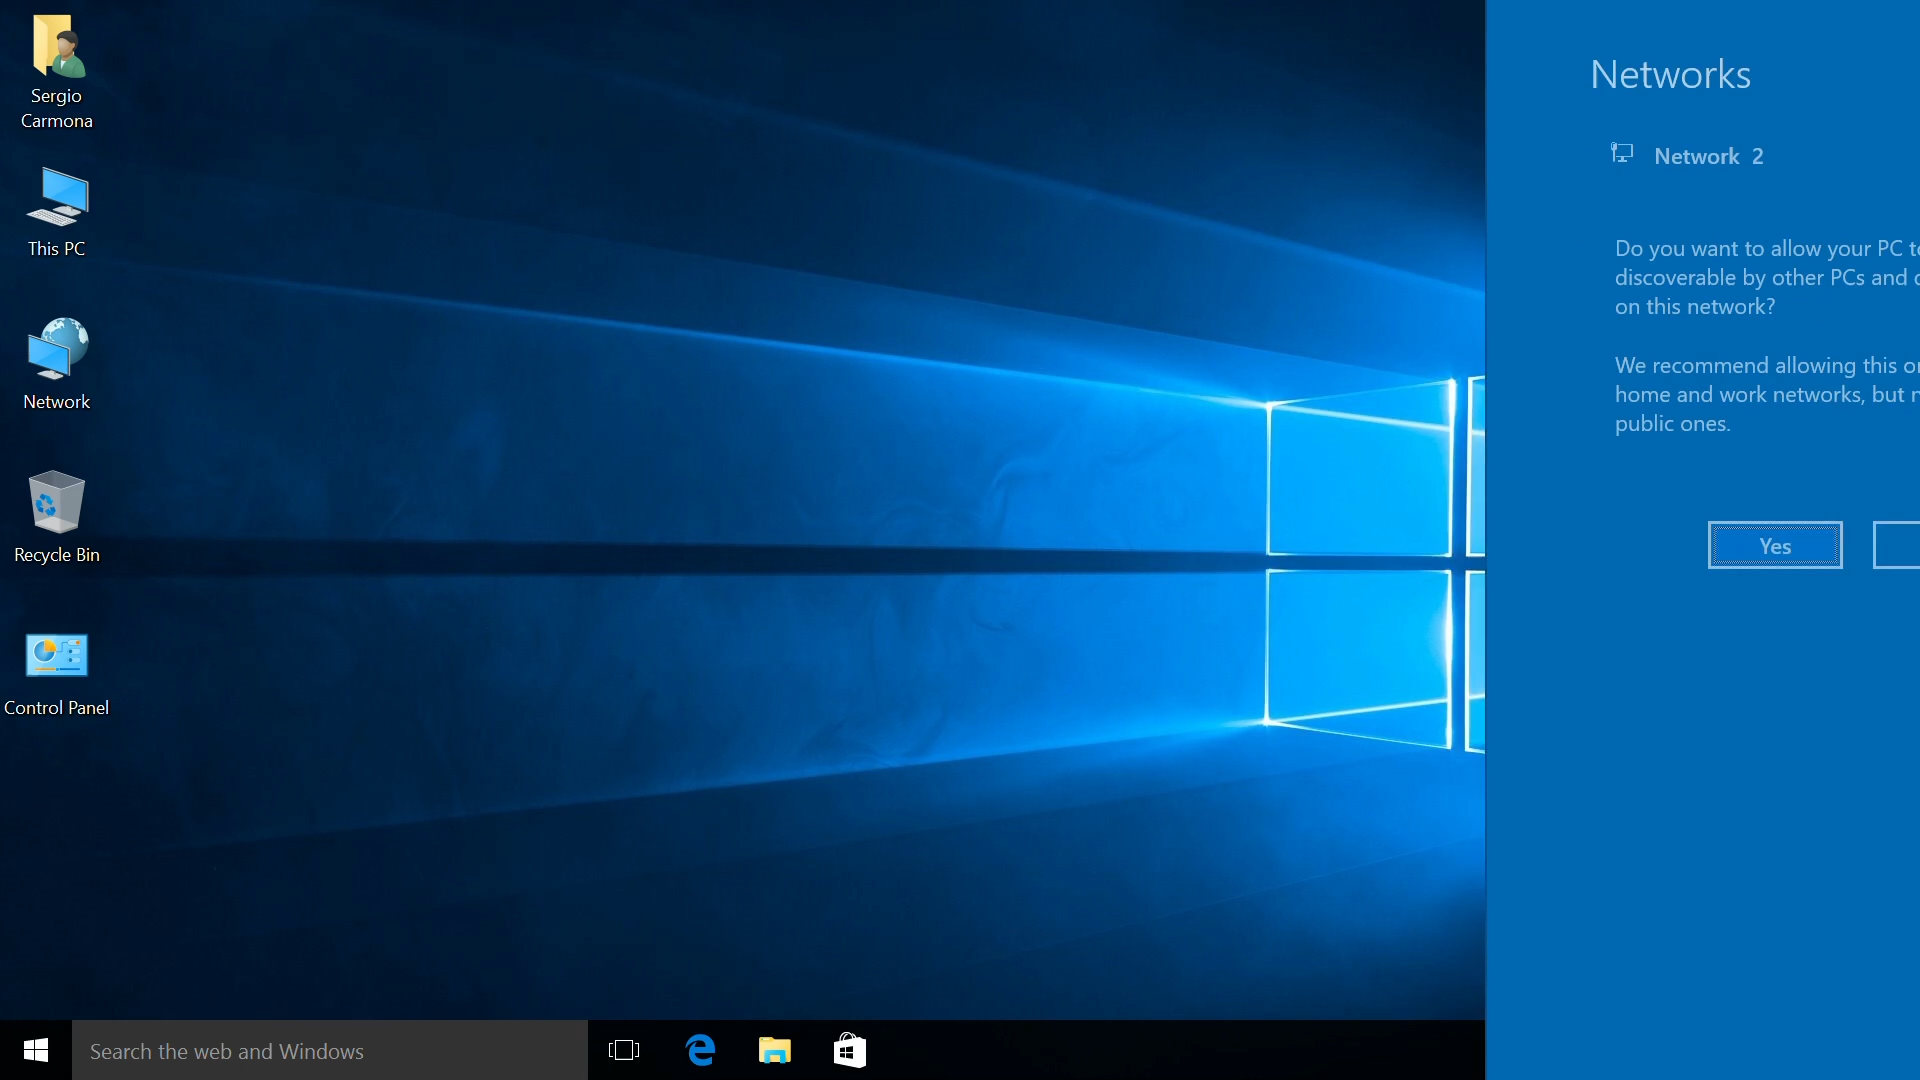 Sergio
Carmona
This PC
Network
Recycle Bin
Control Panel
Search the web and Windows
Networks
Network 2
Do you want to allow your PC
discoverable by other PCs and
on this network?
We recommend allowing this
home and work networks, but
public ones.
Yes